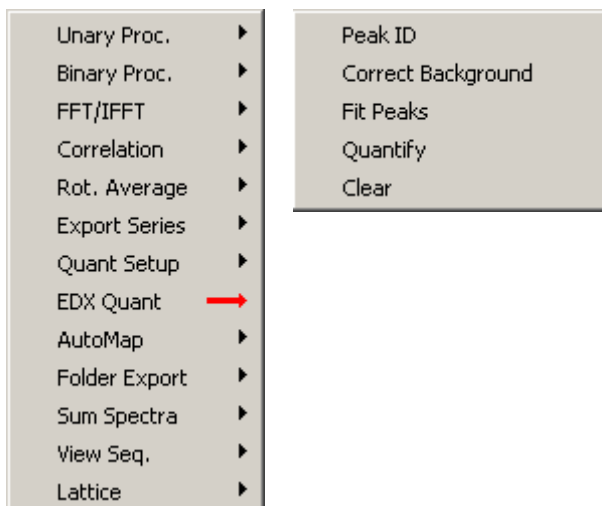 Unary Proc.
Binary Proc.
FFT/IFFT
Correlation
Rot. Average
Export Series
Quant Setup
EDX Quant
AutoMap
Folder Export
Sum Spectra
View Seq.
Lattice
Peak ID
Correct Background
Fit Peaks
Quantify
Clear